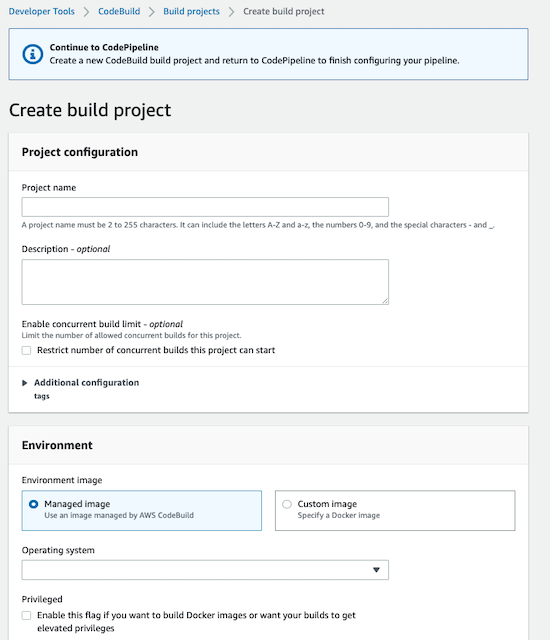 Developer Tools > CodeBuild > Build projects > Create build project
Continue to CodePipeline
Create a new CodeBuild build project and return to CodePipeline to finish configuring your pipeline.
Create build project
Project configuration
Project name
A project name must be 2 to 255 characters. It can include the letters A-Z and a-z, the numbers 0-9, and the special characters - and _.
Description - optional
Enable concurrent build limit - optional
Limit the number of allowed concurrent builds for this project.
Restrict number of concurrent builds this project can start
Additional configuration
tags
Environment
Environment image
Managed image
Use an image managed by AWS CodeBuild
Custom image
Specify a Docker image
Operating system
Privileged
Enable this flag if you want to build Docker images or want your builds to get
elevated privileges